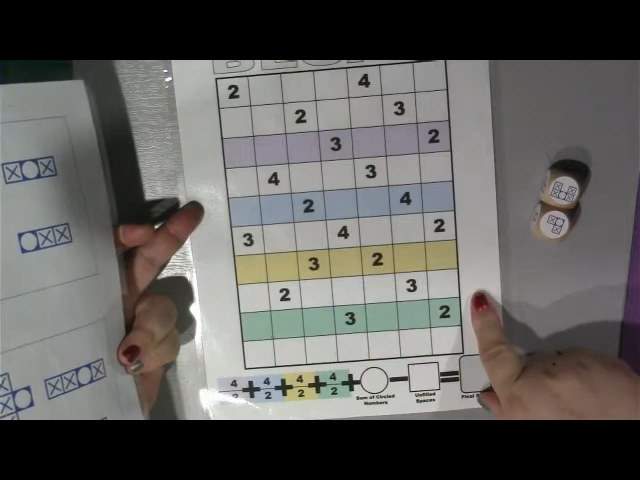 2 4
2 3
3 2
4 3
2 4
3 4 2
3 2
2 3
3 2
4 + 4 + 4 + 4 + - =
2 2 2 2
Sum of Circled Numbers
Unfilled Spaces